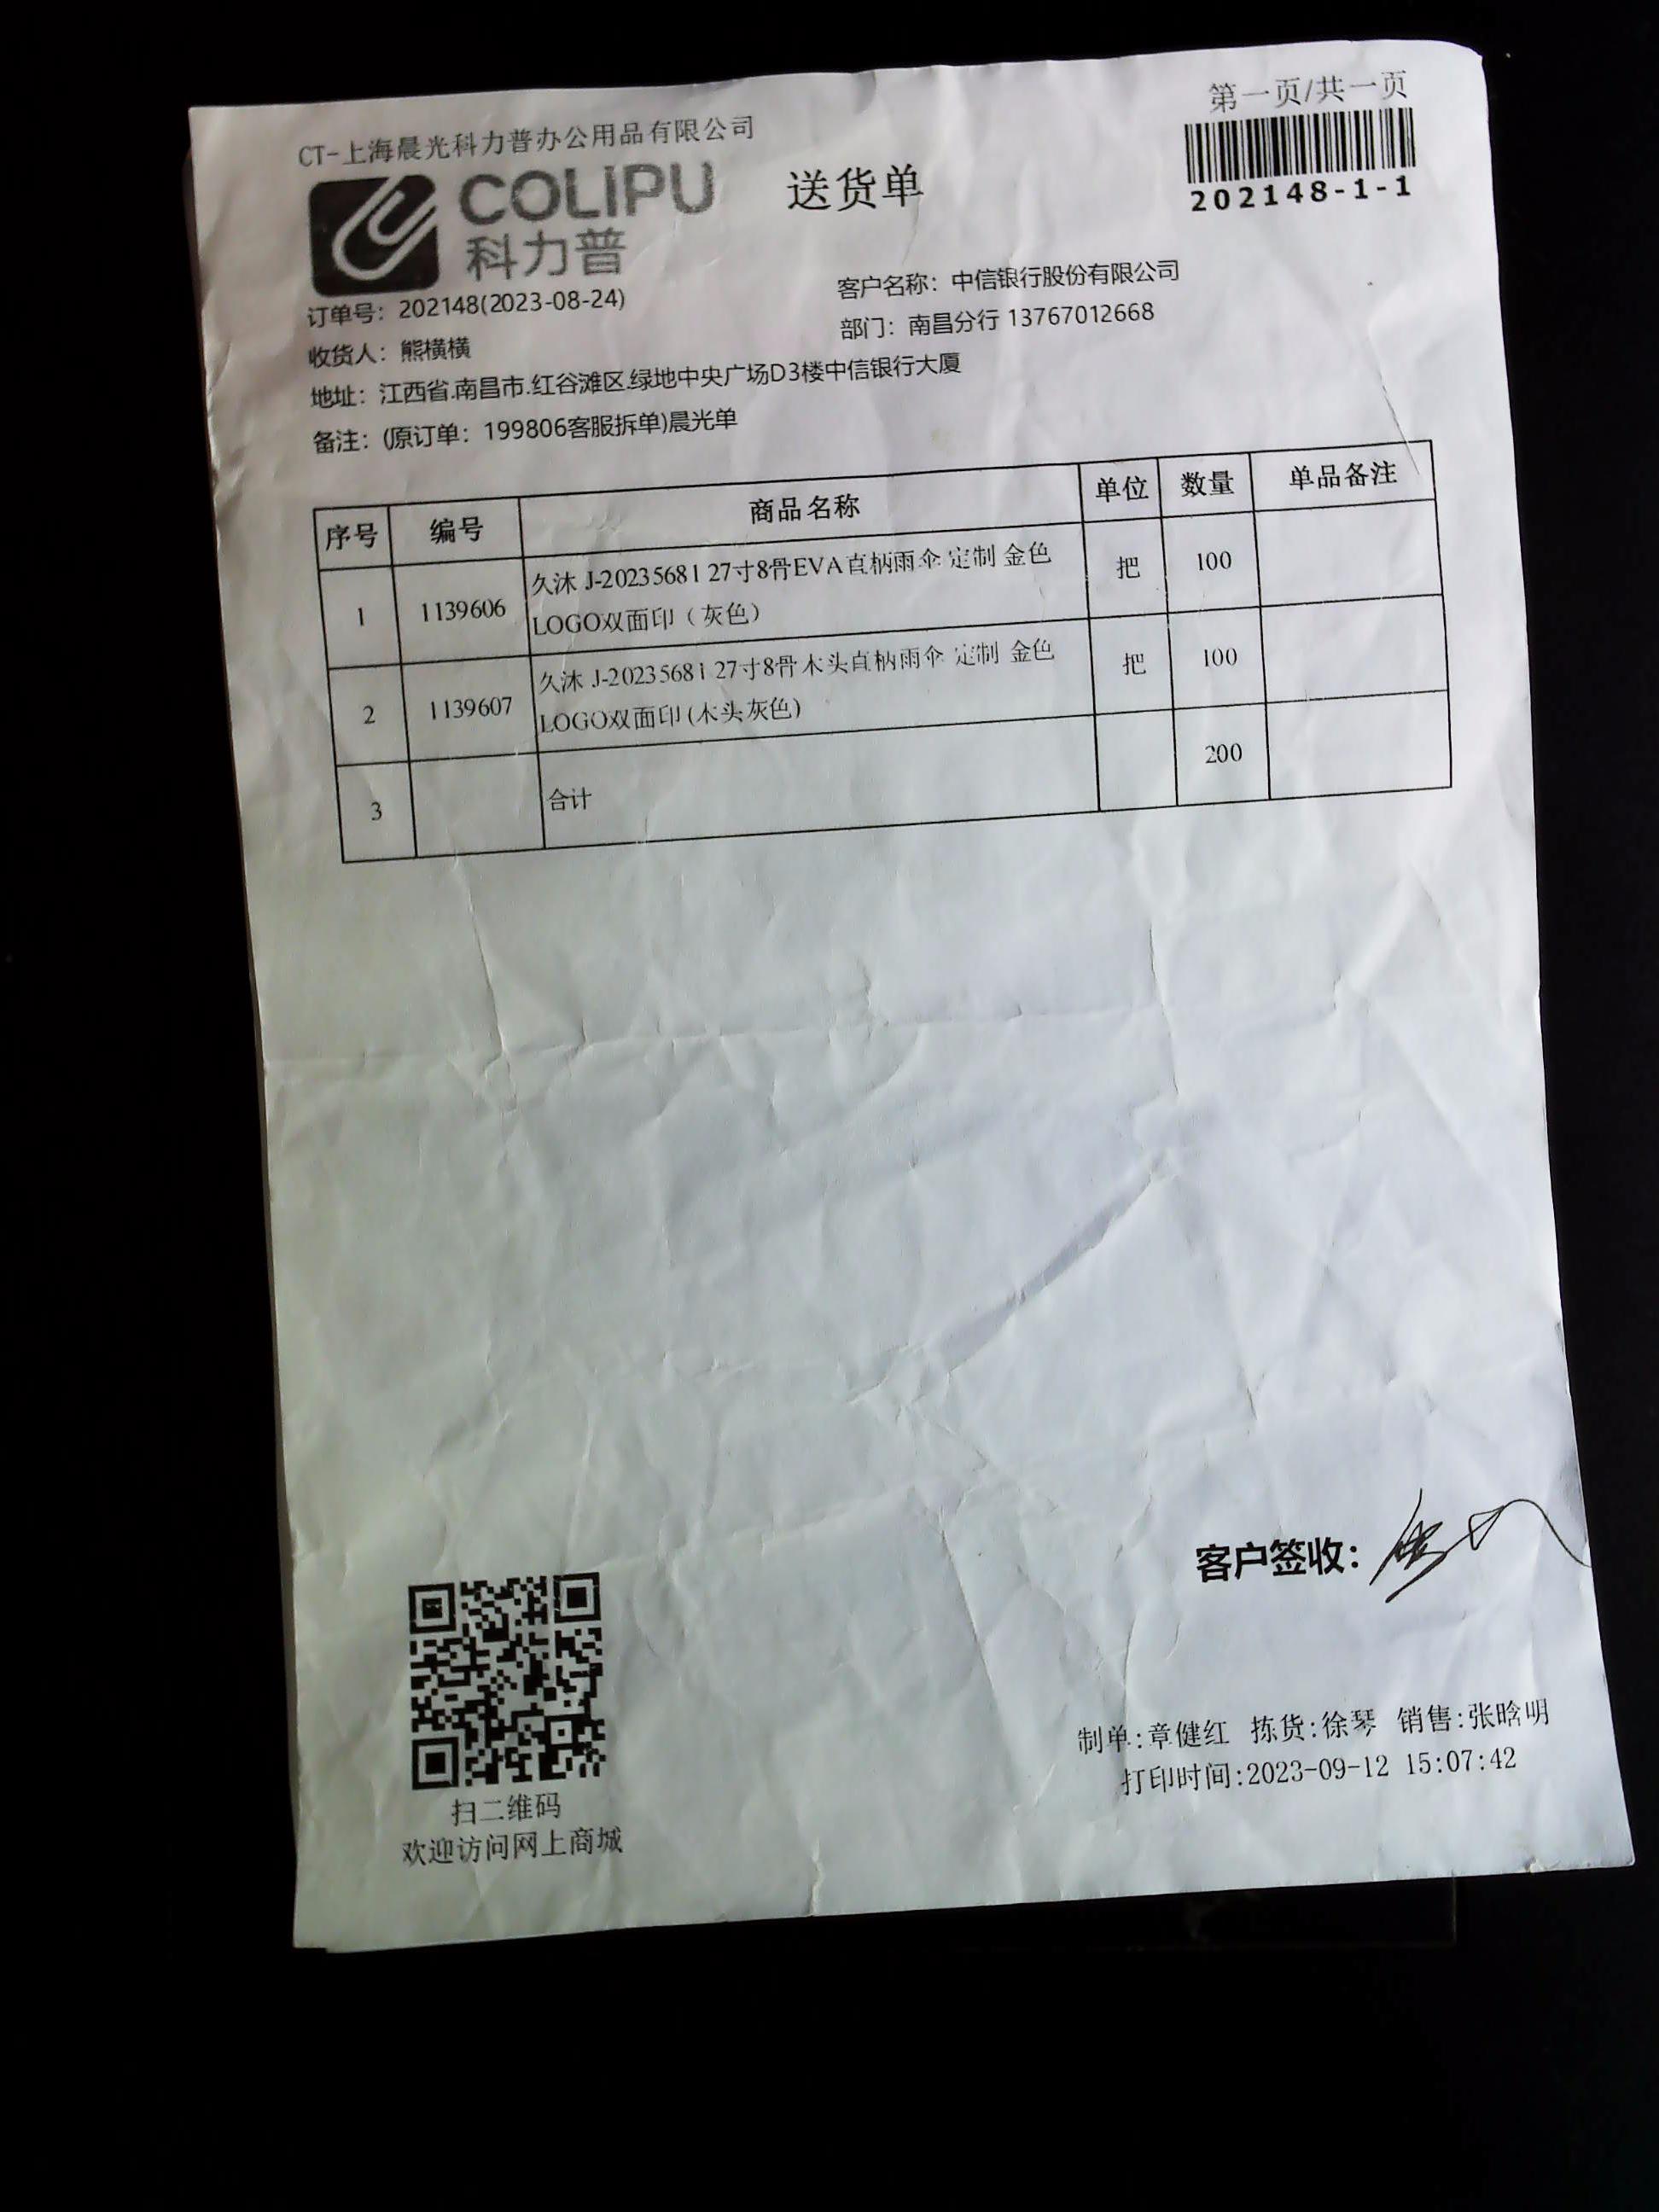 第一页/共一页
CT-上海晨光科力普办公用品有限公司
COLIPU
科力普
送货单
202148-1-1
订单号：202148(2023-08-24)
客户名称：中信银行股份有限公司
收货人：熊横横
部门：南昌分行 13767012668
地址：江西省.南昌市.红谷滩区.绿地中央广场D3楼中信银行大厦
备注：(原订单：199806客服拆单)晨光单
序号 编号 商品名称 单位 数量 单品备注
1 1139606 久沐 J-20235681 27寸8骨EVA直柄雨伞 定制 金色 把 100
LOGO双面印（灰色）
2 1139607 久沐 J-20235681 27寸8骨木头直柄雨伞 定制 金色 把 100
LOGO双面印(木头灰色)
3 合计 200
客户签收：
制单:章健红 拣货:徐琴 销售:张晗明
打印时间:2023-09-12 15:07:42
扫二维码
欢迎访问网上商城